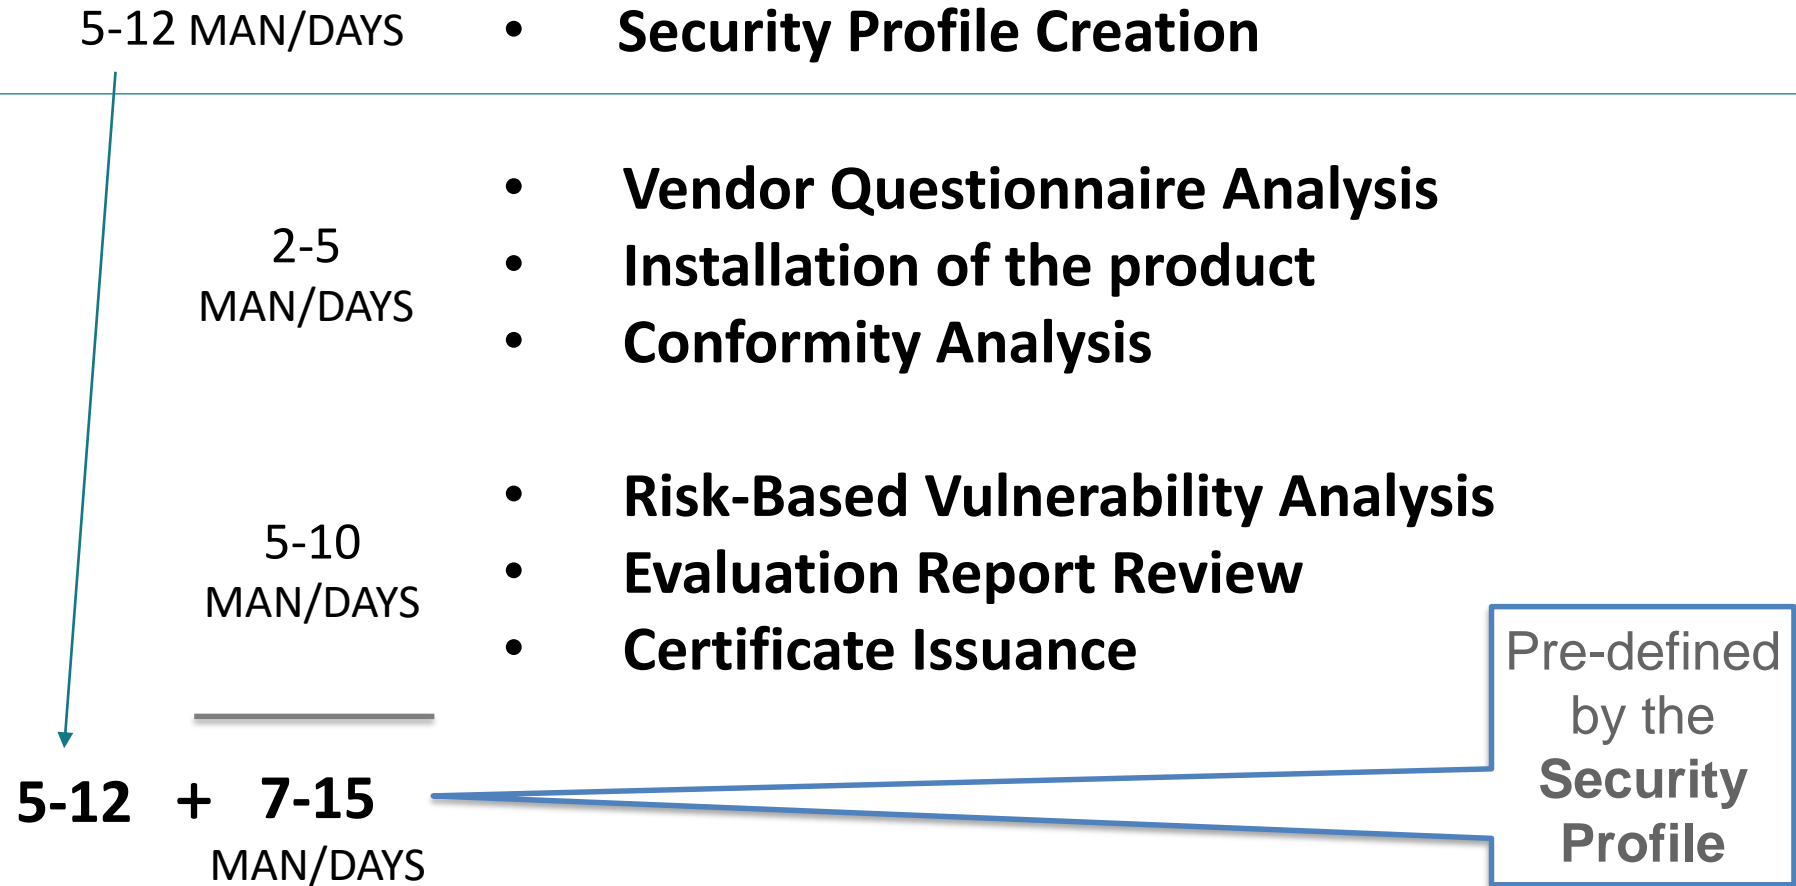 5-12 MAN/DAYS • Security Profile Creation
• Vendor Questionnaire Analysis
2-5
MAN/DAYS
• Installation of the product
• Conformity Analysis
• Risk-Based Vulnerability Analysis
5-10
MAN/DAYS
• Evaluation Report Review
• Certificate Issuance
5-12 + 7-15
MAN/DAYS
Pre-defined
by the
Security
Profile